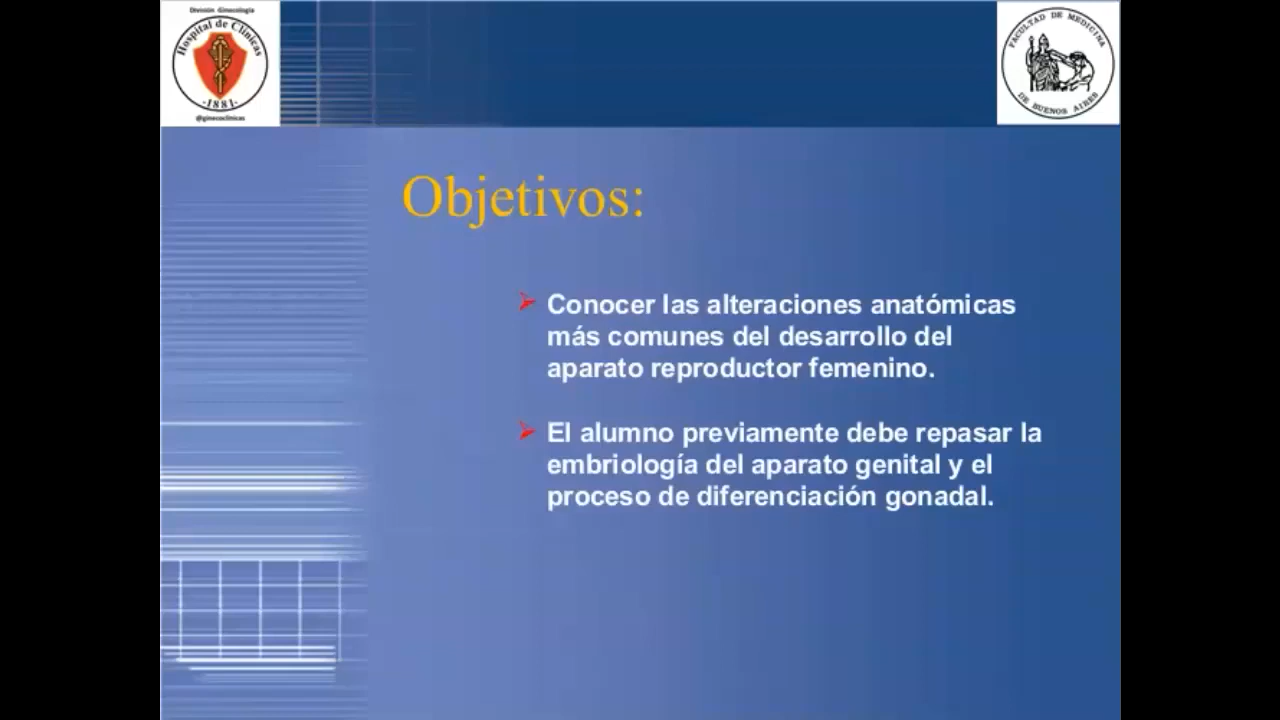 División Ginecología
Hospital de Clínicas
·1881·
@ginecoclinicas
FACULTAD DE MEDICINA
DE BUENOS AIRES
Objetivos:
Conocer las alteraciones anatómicas
más comunes del desarrollo del
aparato reproductor femenino.
El alumno previamente debe repasar la
embriología del aparato genital y el
proceso de diferenciación gonadal.